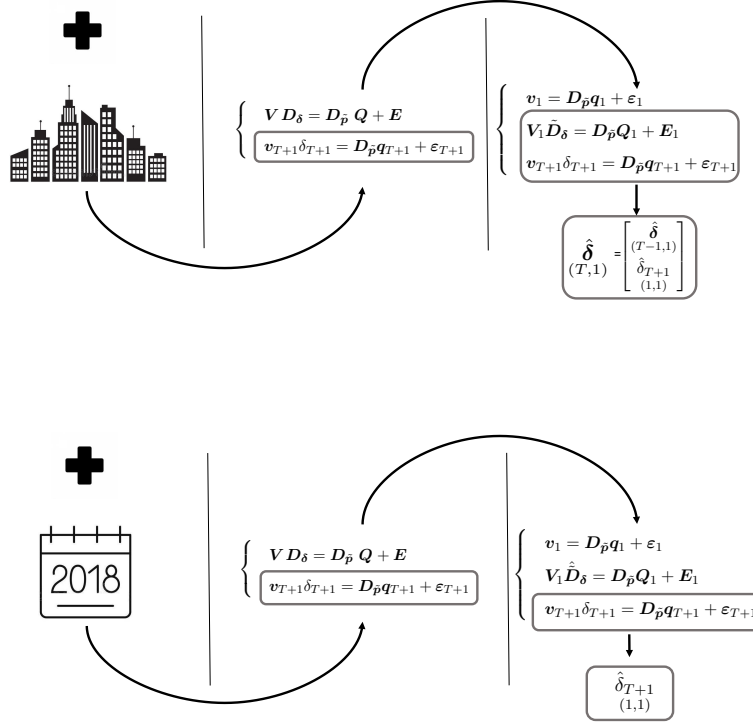 V D_δ = D_p̃ Q + E
v_{T+1}δ_{T+1} = D_p̃ q_{T+1} + ε_{T+1}
v_1 = D_p̃ q_1 + ε_1
V_1 D̃_δ = D_p̃ Q_1 + E_1
v_{T+1}δ_{T+1} = D_p̃ q_{T+1} + ε_{T+1}
δ̂ (T,1) = [ δ̂ (T−1,1) δ̂_{T+1} (1,1) ]
2018
V D_δ = D_p̃ Q + E
v_{T+1}δ_{T+1} = D_p̃ q_{T+1} + ε_{T+1}
v_1 = D_p̃ q_1 + ε_1
V_1 D̃̂_δ = D_p̃ Q_1 + E_1
v_{T+1}δ_{T+1} = D_p̃ q_{T+1} + ε_{T+1}
δ̂_{T+1}
(1,1)